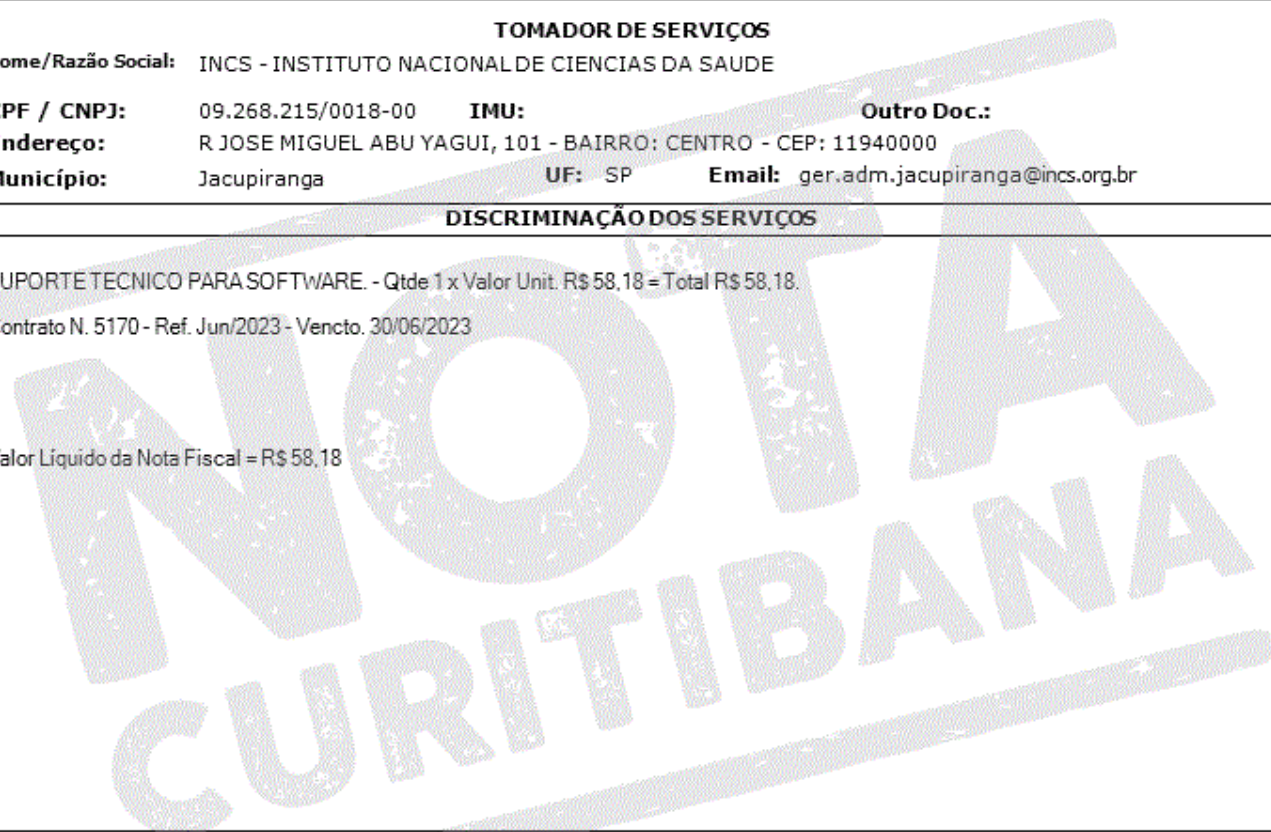 TOMADOR DE SERVIÇOS
ome/Razão Social: INCS - INSTITUTO NACIONAL DE CIENCIAS DA SAUDE
CPF / CNPJ: 09.268.215/0018-00 IMU: Outro Doc.:
ndereço: R JOSE MIGUEL ABU YAGUI, 101 - BAIRRO: CENTRO - CEP: 11940000
Município: Jacupiranga UF: SP Email: ger.adm.jacupiranga@incs.org.br
DISCRIMINAÇÃO DOS SERVIÇOS
UPORTE TECNICO PARA SOFTWARE. - Qtde 1 x Valor Unit. R$ 58,18 = Total R$ 58,18.
ontrato N. 5170 - Ref. Jun/2023 - Vencto. 30/06/2023
alor Líquido da Nota Fiscal = R$ 58,18
NOTA
CURITIBANA